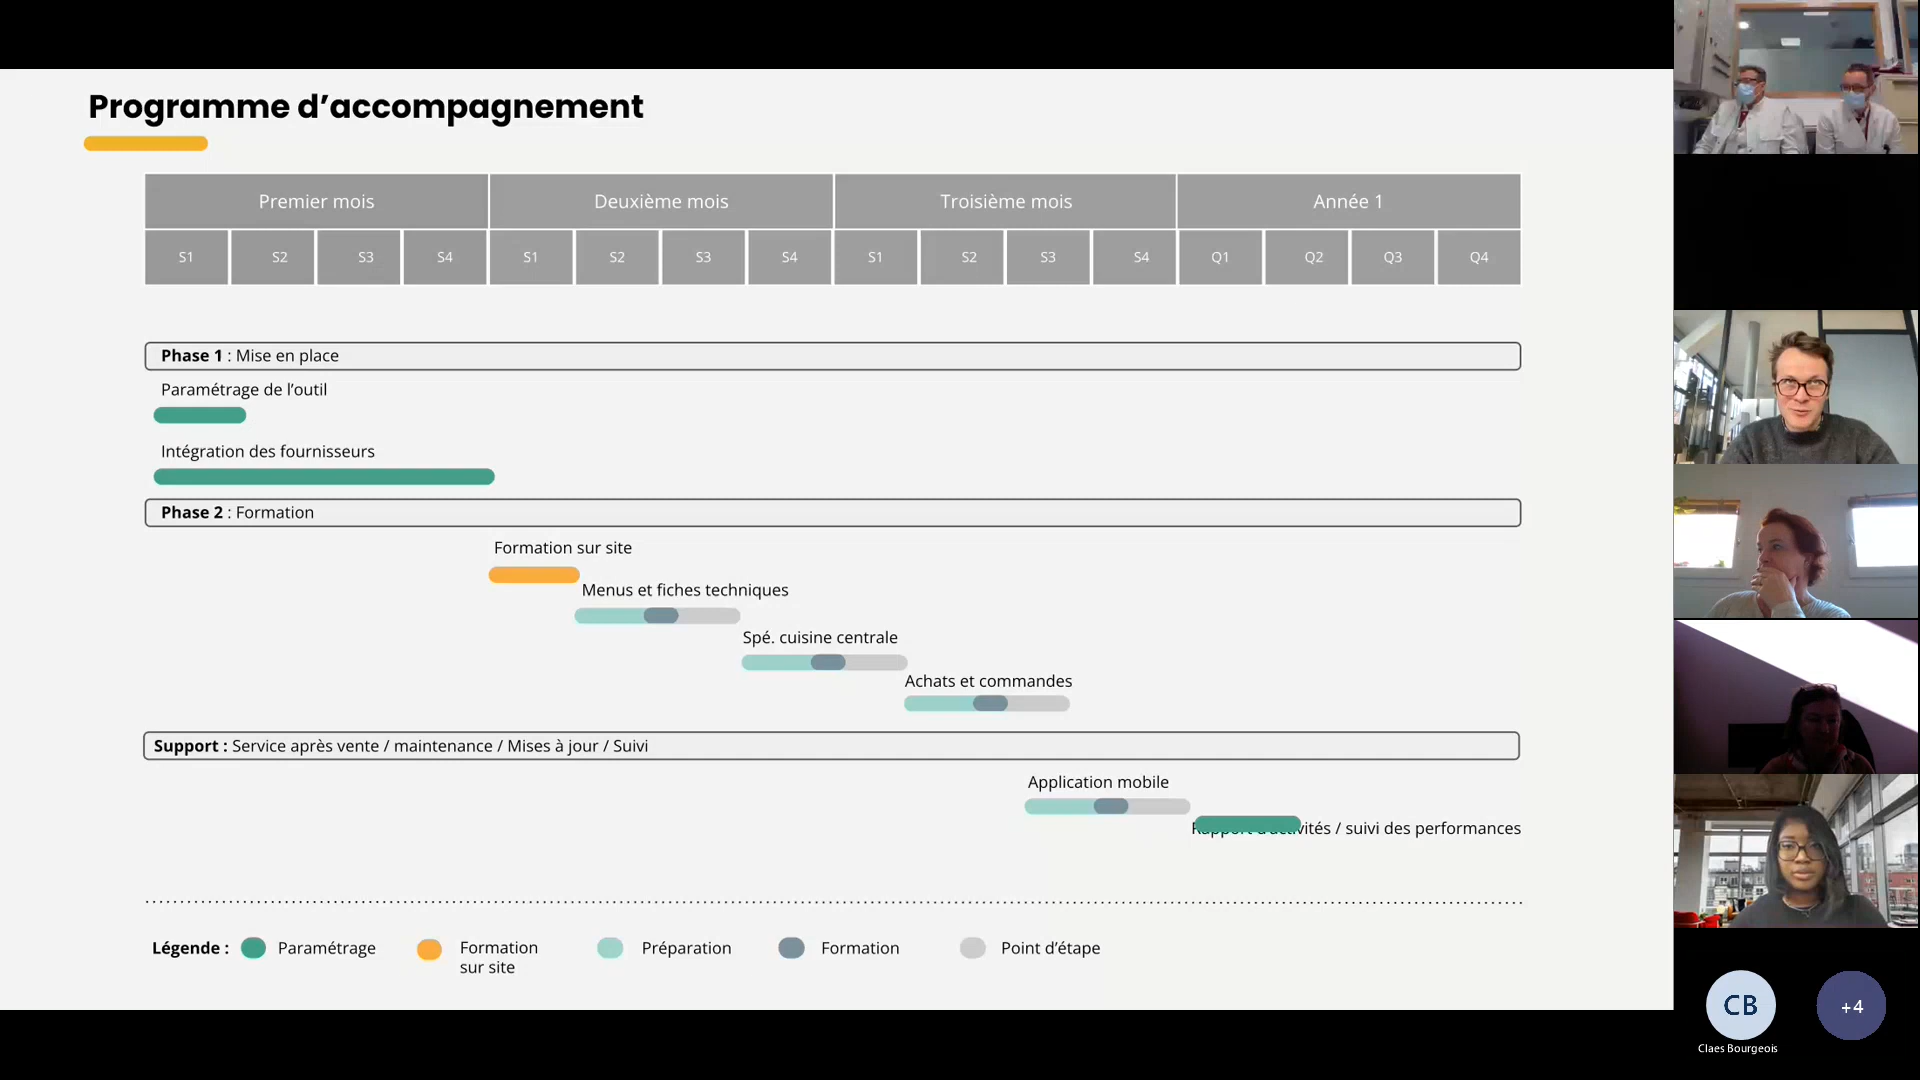 Programme d’accompagnement
Premier mois Deuxième mois Troisième mois Année 1
S1 S2 S3 S4 S1 S2 S3 S4 S1 S2 S3 S4 Q1 Q2 Q3 Q4
Phase 1 : Mise en place
Paramétrage de l’outil
Intégration des fournisseurs
Phase 2 : Formation
Formation sur site
Menus et fiches techniques
Spé. cuisine centrale
Achats et commandes
Support : Service après vente / maintenance / Mises à jour / Suivi
Application mobile
Rapport d’activités / suivi des performances
Légende : Paramétrage Formation sur site Préparation Formation Point d’étape
CB
+4
Claes Bourgeois